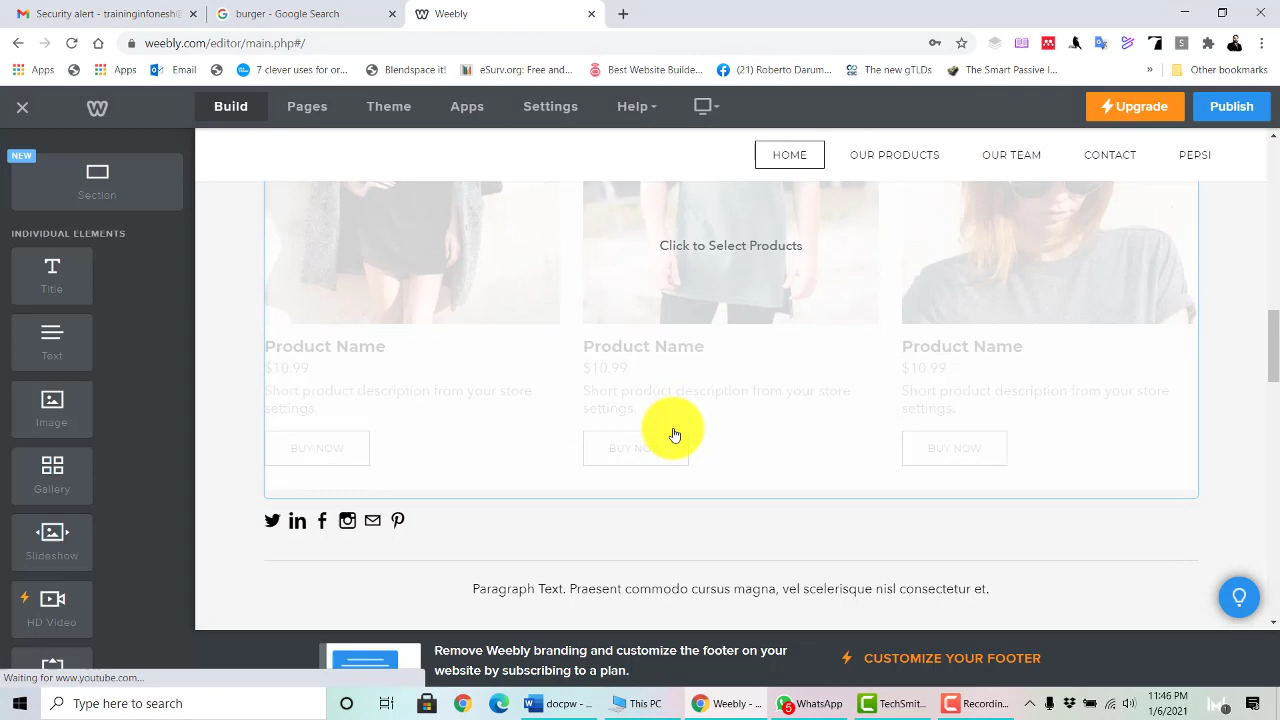 Security alert - traininginfonesh@
burger - Google Search
Weebly
weebly.com/editor/main.php#/
Apps
Apps
Email
7 clever uses for or...
Blendspace it!
Surv.org: Free and...
Best Website Builde...
(21) Roberto Darum...
The new gTLDs
The Smart Passive I...
»
Other bookmarks
Build
Pages
Theme
Apps
Settings
Help
Upgrade
Publish
NEW
Section
INDIVIDUAL ELEMENTS
Title
Text
Image
Gallery
Slideshow
HD Video
HOME
OUR PRODUCTS
OUR TEAM
CONTACT
PEPSI
Click to Select Products
Product Name
$10.99
Short product description from your store
settings.
BUY NOW
Product Name
$10.99
Short product description from your store
settings.
BUY NOW
Product Name
$10.99
Short product description from your store
settings.
BUY NOW
Paragraph Text. Praesent commodo cursus magna, vel scelerisque nisl consectetur et.
Remove Weebly branding and customize the footer on your
website by subscribing to a plan.
CUSTOMIZE YOUR FOOTER
Waiting for www.youtube.com...
Type here to search
docpw - ...
This PC
Weebly - ...
5
WhatsApp
TechSmit...
Recordin...
11:46 PM
1/6/2021